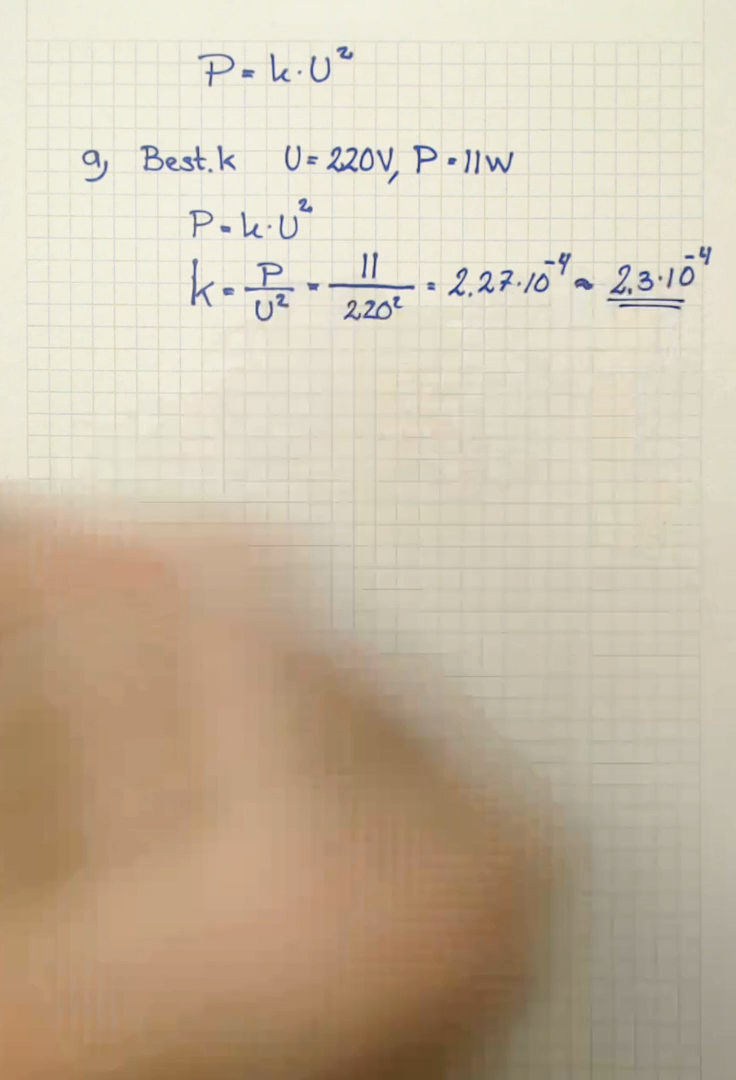 P = k · U²
a, Best. k U = 220V, P = 11W
P = k · U²
k = P/U² = 11/220² = 2,27 · 10⁻⁴ ≈ 2,3 · 10⁻⁴